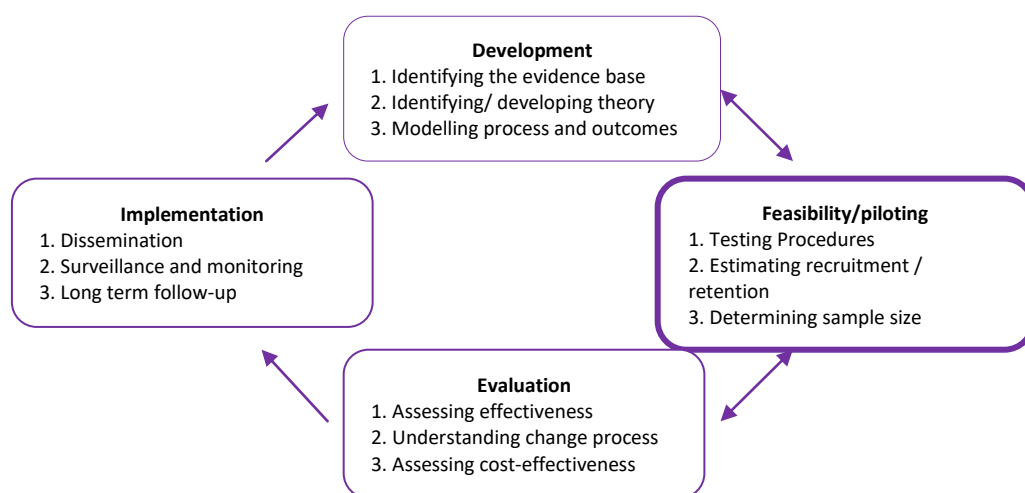 Development
1. Identifying the evidence base
2. Identifying/ developing theory
3. Modelling process and outcomes
Implementation
1. Dissemination
2. Surveillance and monitoring
3. Long term follow-up
Feasibility/piloting
1. Testing Procedures
2. Estimating recruitment /
retention
3. Determining sample size
Evaluation
1. Assessing effectiveness
2. Understanding change process
3. Assessing cost-effectiveness